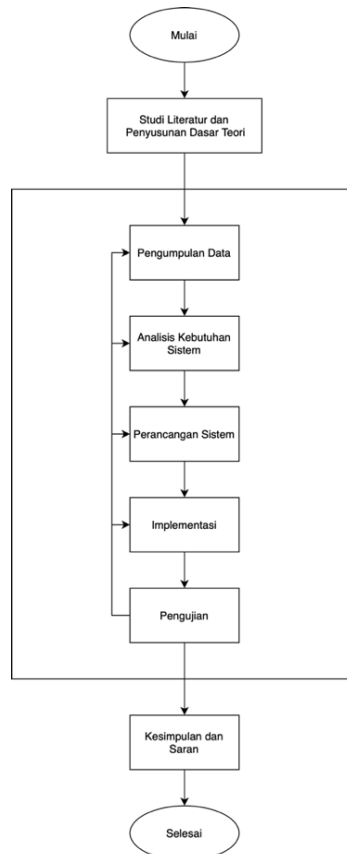 Mulai
Studi Literatur dan
Penyusunan Dasar Teori
Pengumpulan Data
Analisis Kebutuhan
Sistem
Perancangan Sistem
Implementasi
Pengujian
Kesimpulan dan
Saran
Selesai